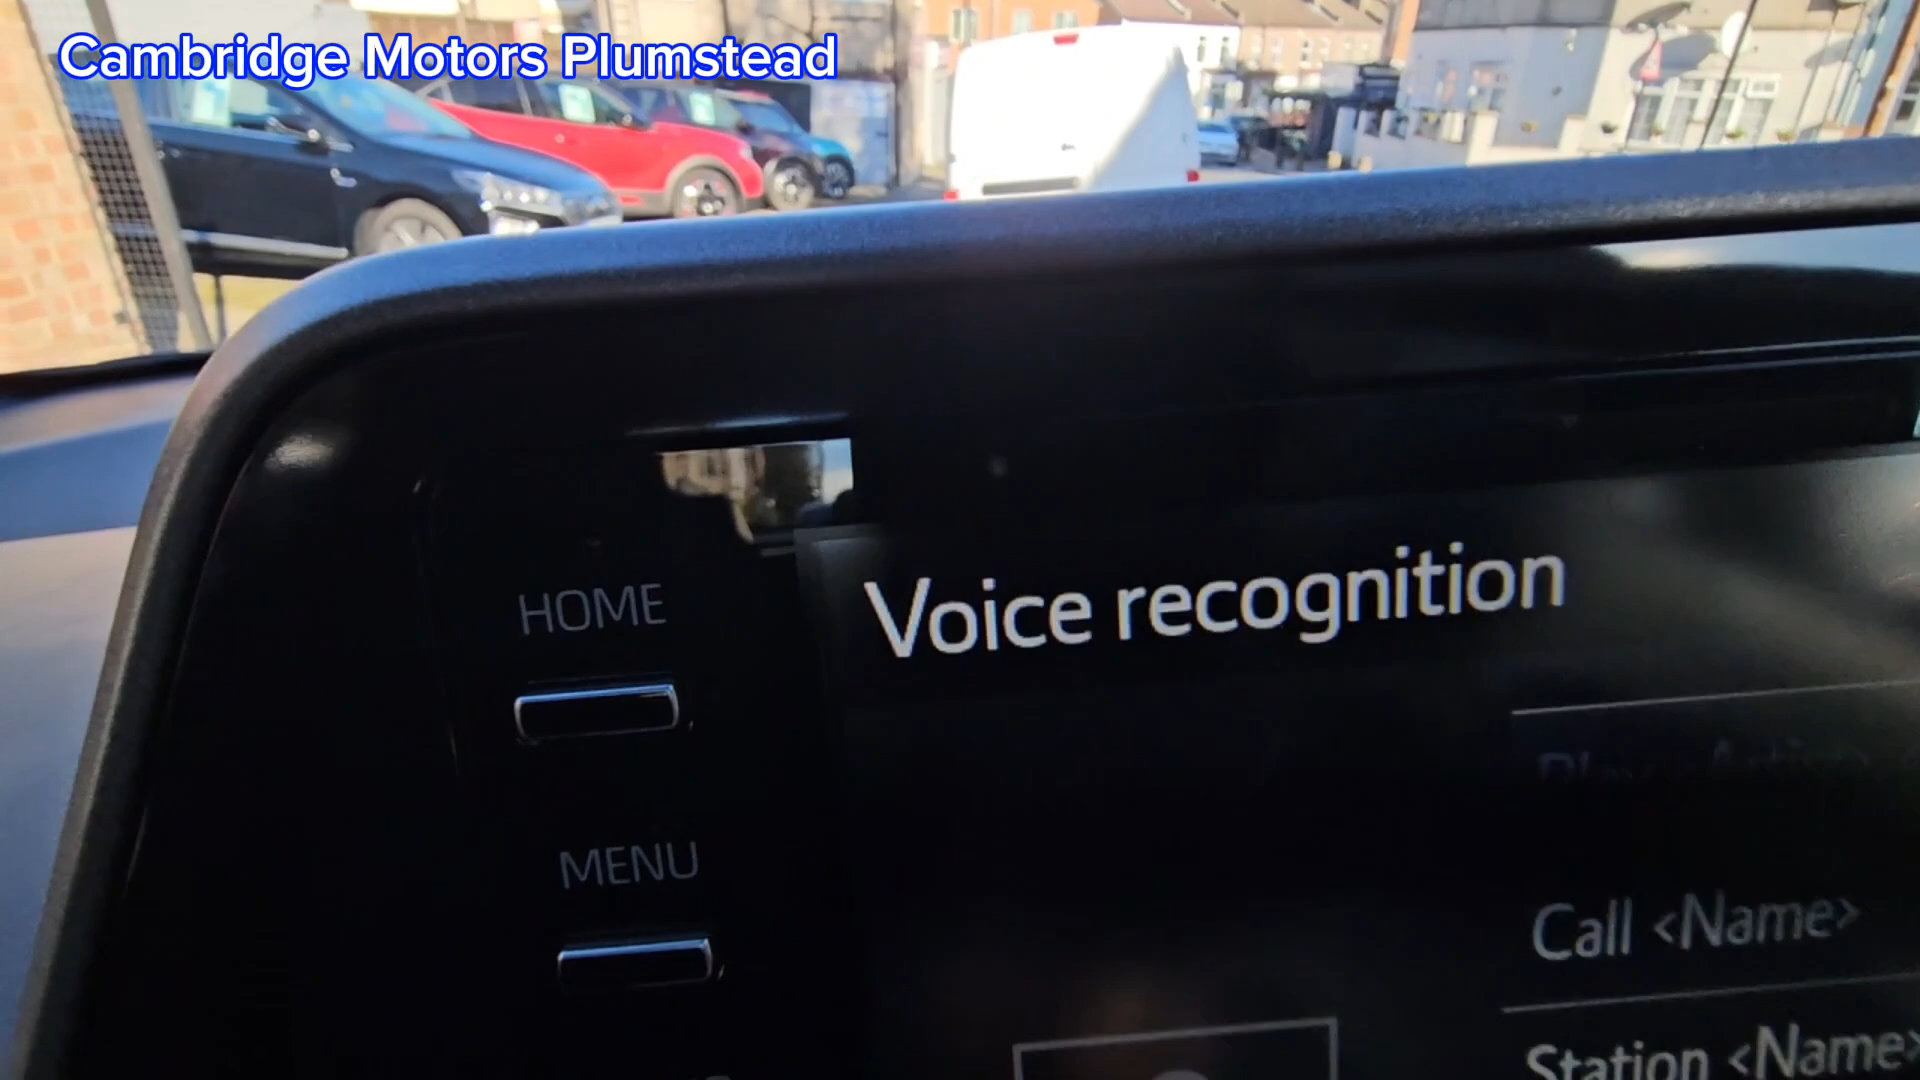 Cambridge Motors Plumstead
HOME
Voice recognition
MENU
Call <Name>
Station <Name>